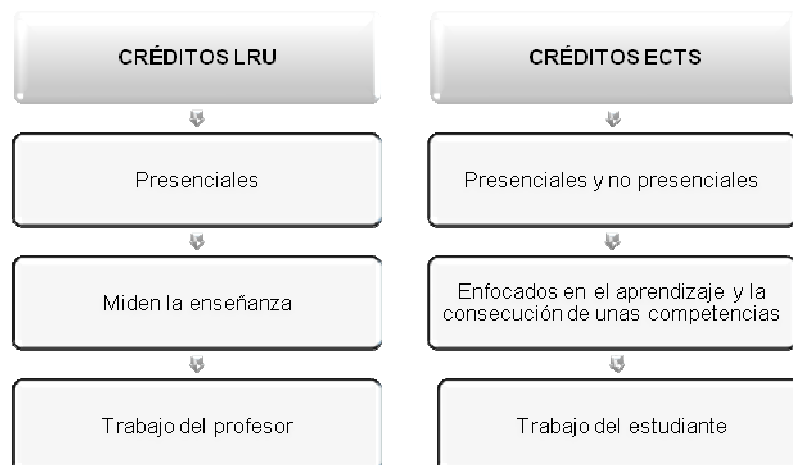 CRÉDITOS LRU
Presenciales
Miden la enseñanza
Trabajo del profesor
CRÉDITOS ECTS
Presenciales y no presenciales
Enfocados en el aprendizaje y la
consecución de unas competencias
Trabajo del estudiante